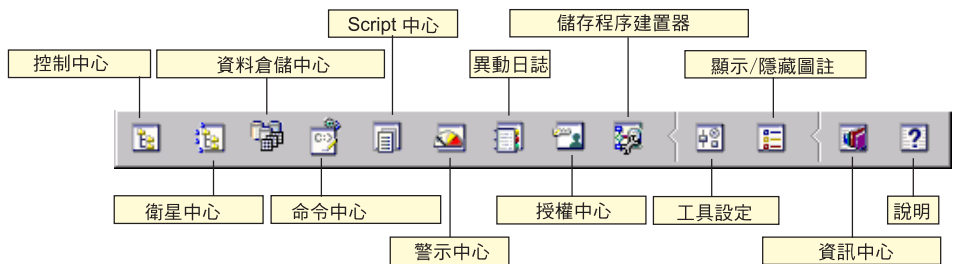 Script 中心
儲存程序建置器
控制中心
資料倉儲中心
異動日誌
顯示/隱藏圖註
衛星中心
命令中心
授權中心
工具設定
說明
警示中心
資訊中心